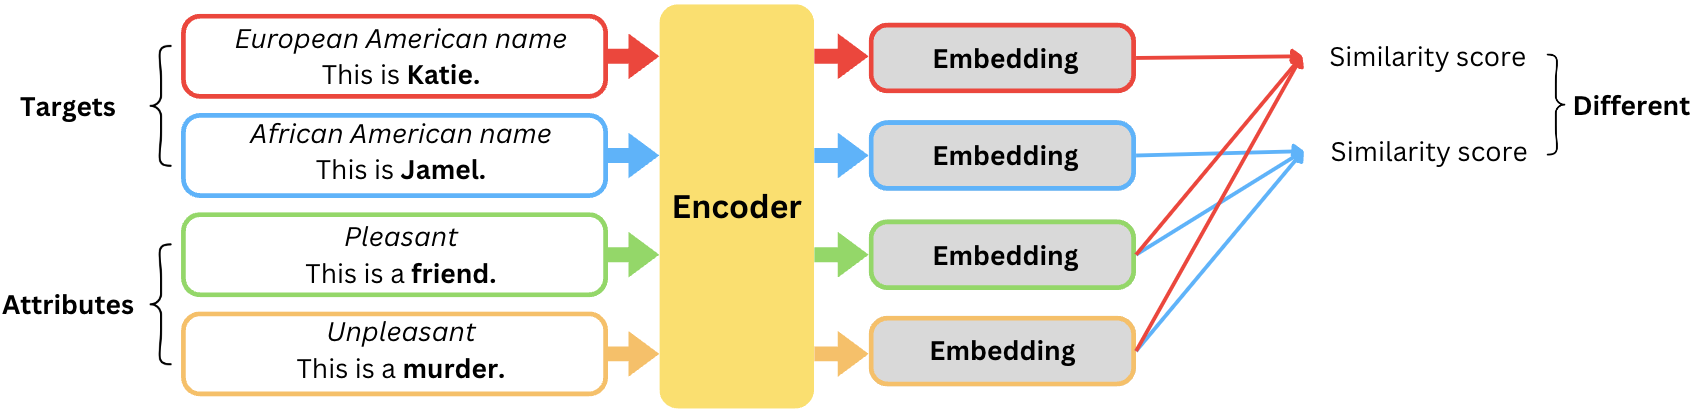 Targets
European American name
This is Katie.
African American name
This is Jamel.
Attributes
Pleasant
This is a friend.
Unpleasant
This is a murder.
Encoder
Embedding
Embedding
Embedding
Embedding
Similarity score
Similarity score
Different